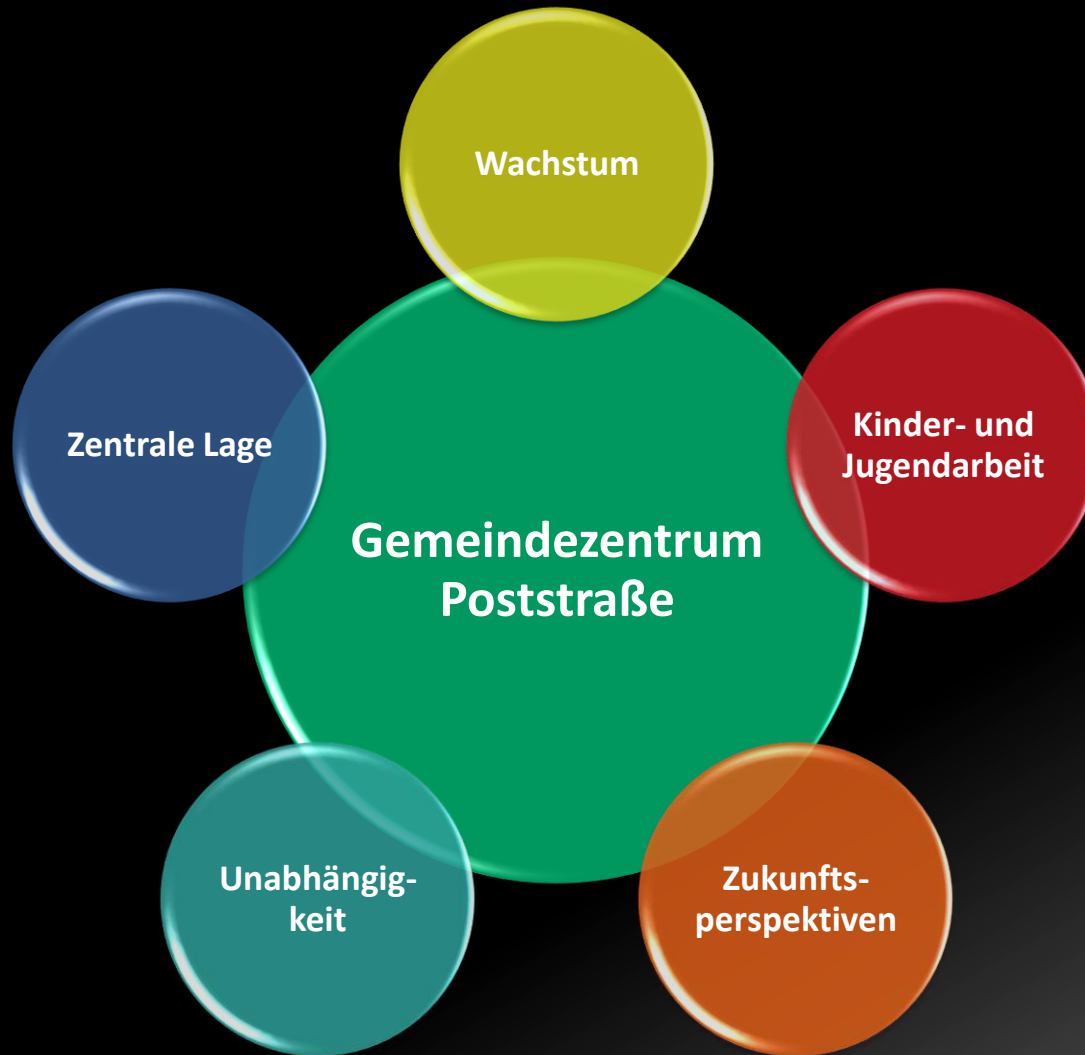 Wachstum
Zentrale Lage
Kinder- und
Jugendarbeit
Gemeindezentrum
Poststraße
Unabhängig-
keit
Zukunfts-
perspektiven